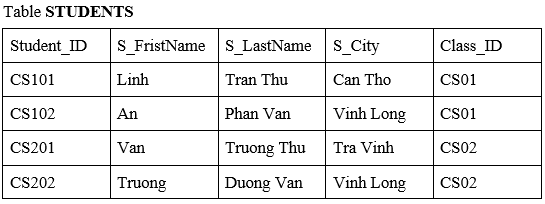 Table STUDENTS
Student_ID S_FristName S_LastName S_City Class_ID
CS101 Linh Tran Thu Can Tho CS01
CS102 An Phan Van Vinh Long CS01
CS201 Van Truong Thu Tra Vinh CS02
CS202 Truong Duong Van Vinh Long CS02